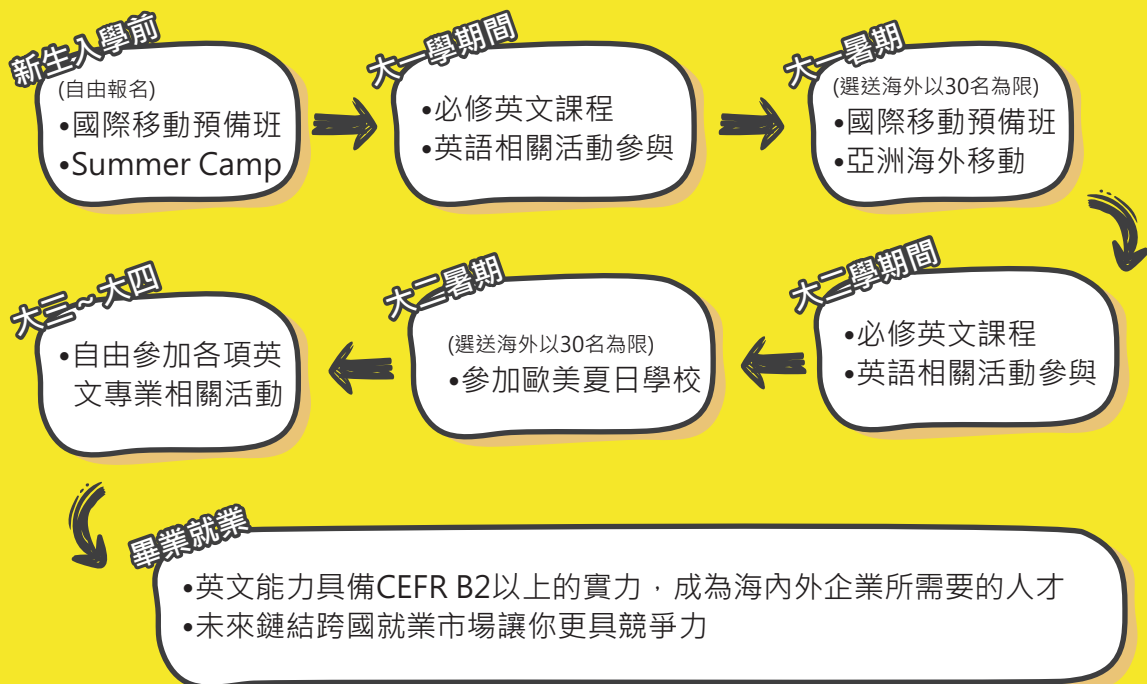 新生入學前
(自由報名)
•國際移動預備班
•Summer Camp
大一學期間
•必修英文課程
•英語相關活動參與
大一暑期
(選送海外以30名為限)
•國際移動預備班
•亞洲海外移動
大二學期間
•必修英文課程
•英語相關活動參與
大二暑期
(選送海外以30名為限)
•參加歐美夏日學校
大三~大四
•自由參加各項英
文專業相關活動
畢業就業
•英文能力具備CEFR B2以上的實力，成為海內外企業所需要的人才
•未來鏈結跨國就業市場讓你更具競爭力